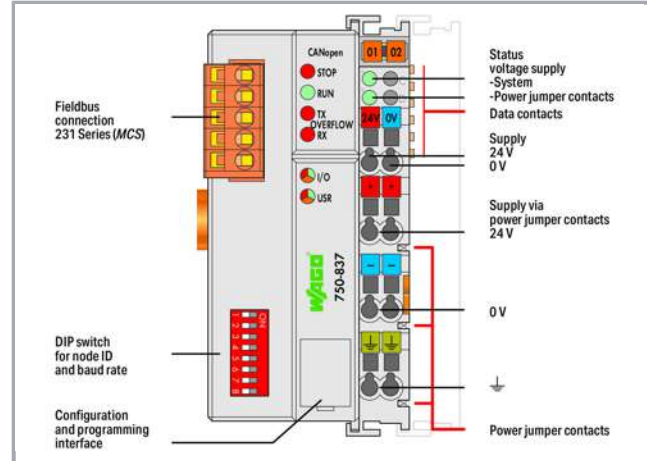 Fieldbus
connection
231 Series (MCS)
DIP switch
for node ID
and baud rate
Configuration
and programming
interface
ON
1
2
3
4
5
6
7
8
CANopen
STOP
RUN
TX
OVERFLOW
RX
I/O
USR
WAGO
750-837
01 02
24V 0V
+ +
— —
Status
voltage supply
-System
-Power jumper contacts
Data contacts
Supply
24 V
0 V
Supply via
power jumper contacts
24 V
0 V
Power jumper contacts